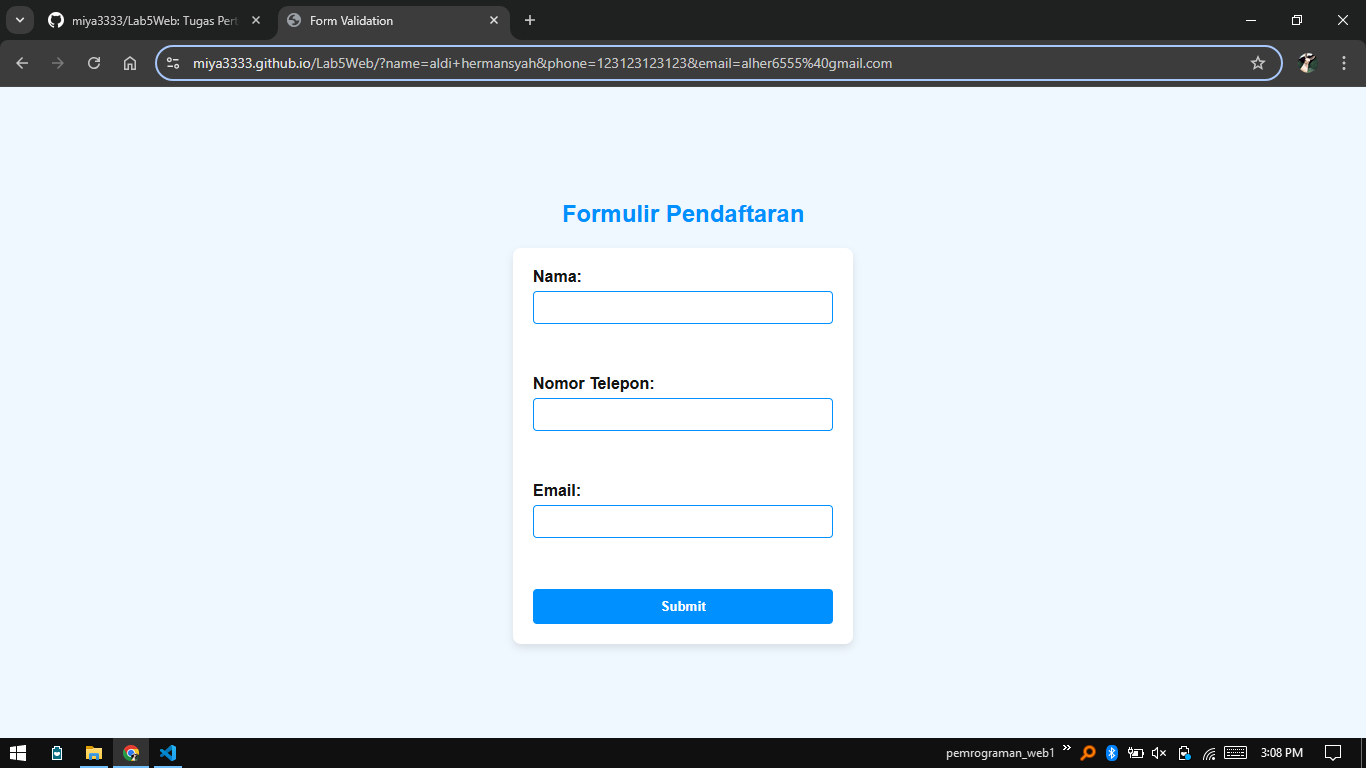 miya3333/Lab5Web: Tugas Pert
Form Validation
miya3333.github.io/Lab5Web/?name=aldi+hermansyah&phone=123123123123&email=alher6555%40gmail.com
Formulir Pendaftaran
Nama:
Nomor Telepon:
Email:
Submit
pemrograman_web1
3:08 PM